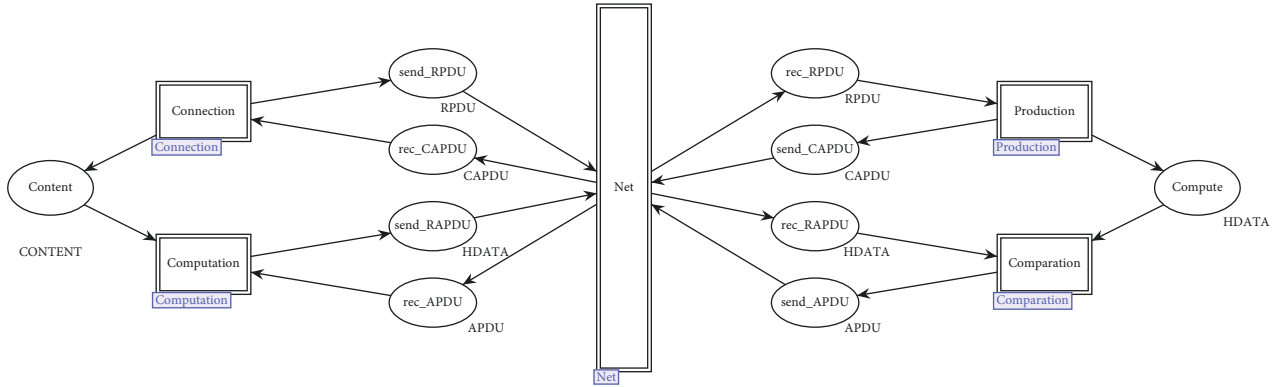 send_RPDU
RPDU
Connection
Connection
rec_CAPDU
CAPDU
Content
CONTENT
send_RAPDU
HDATA
Computation
Computation
rec_APDU
APDU
Net
Net
rec_RPDU
RPDU
Production
Production
send_CAPDU
CAPDU
Compute
HDATA
rec_RAPDU
HDATA
Comparation
Comparation
send_APDU
APDU